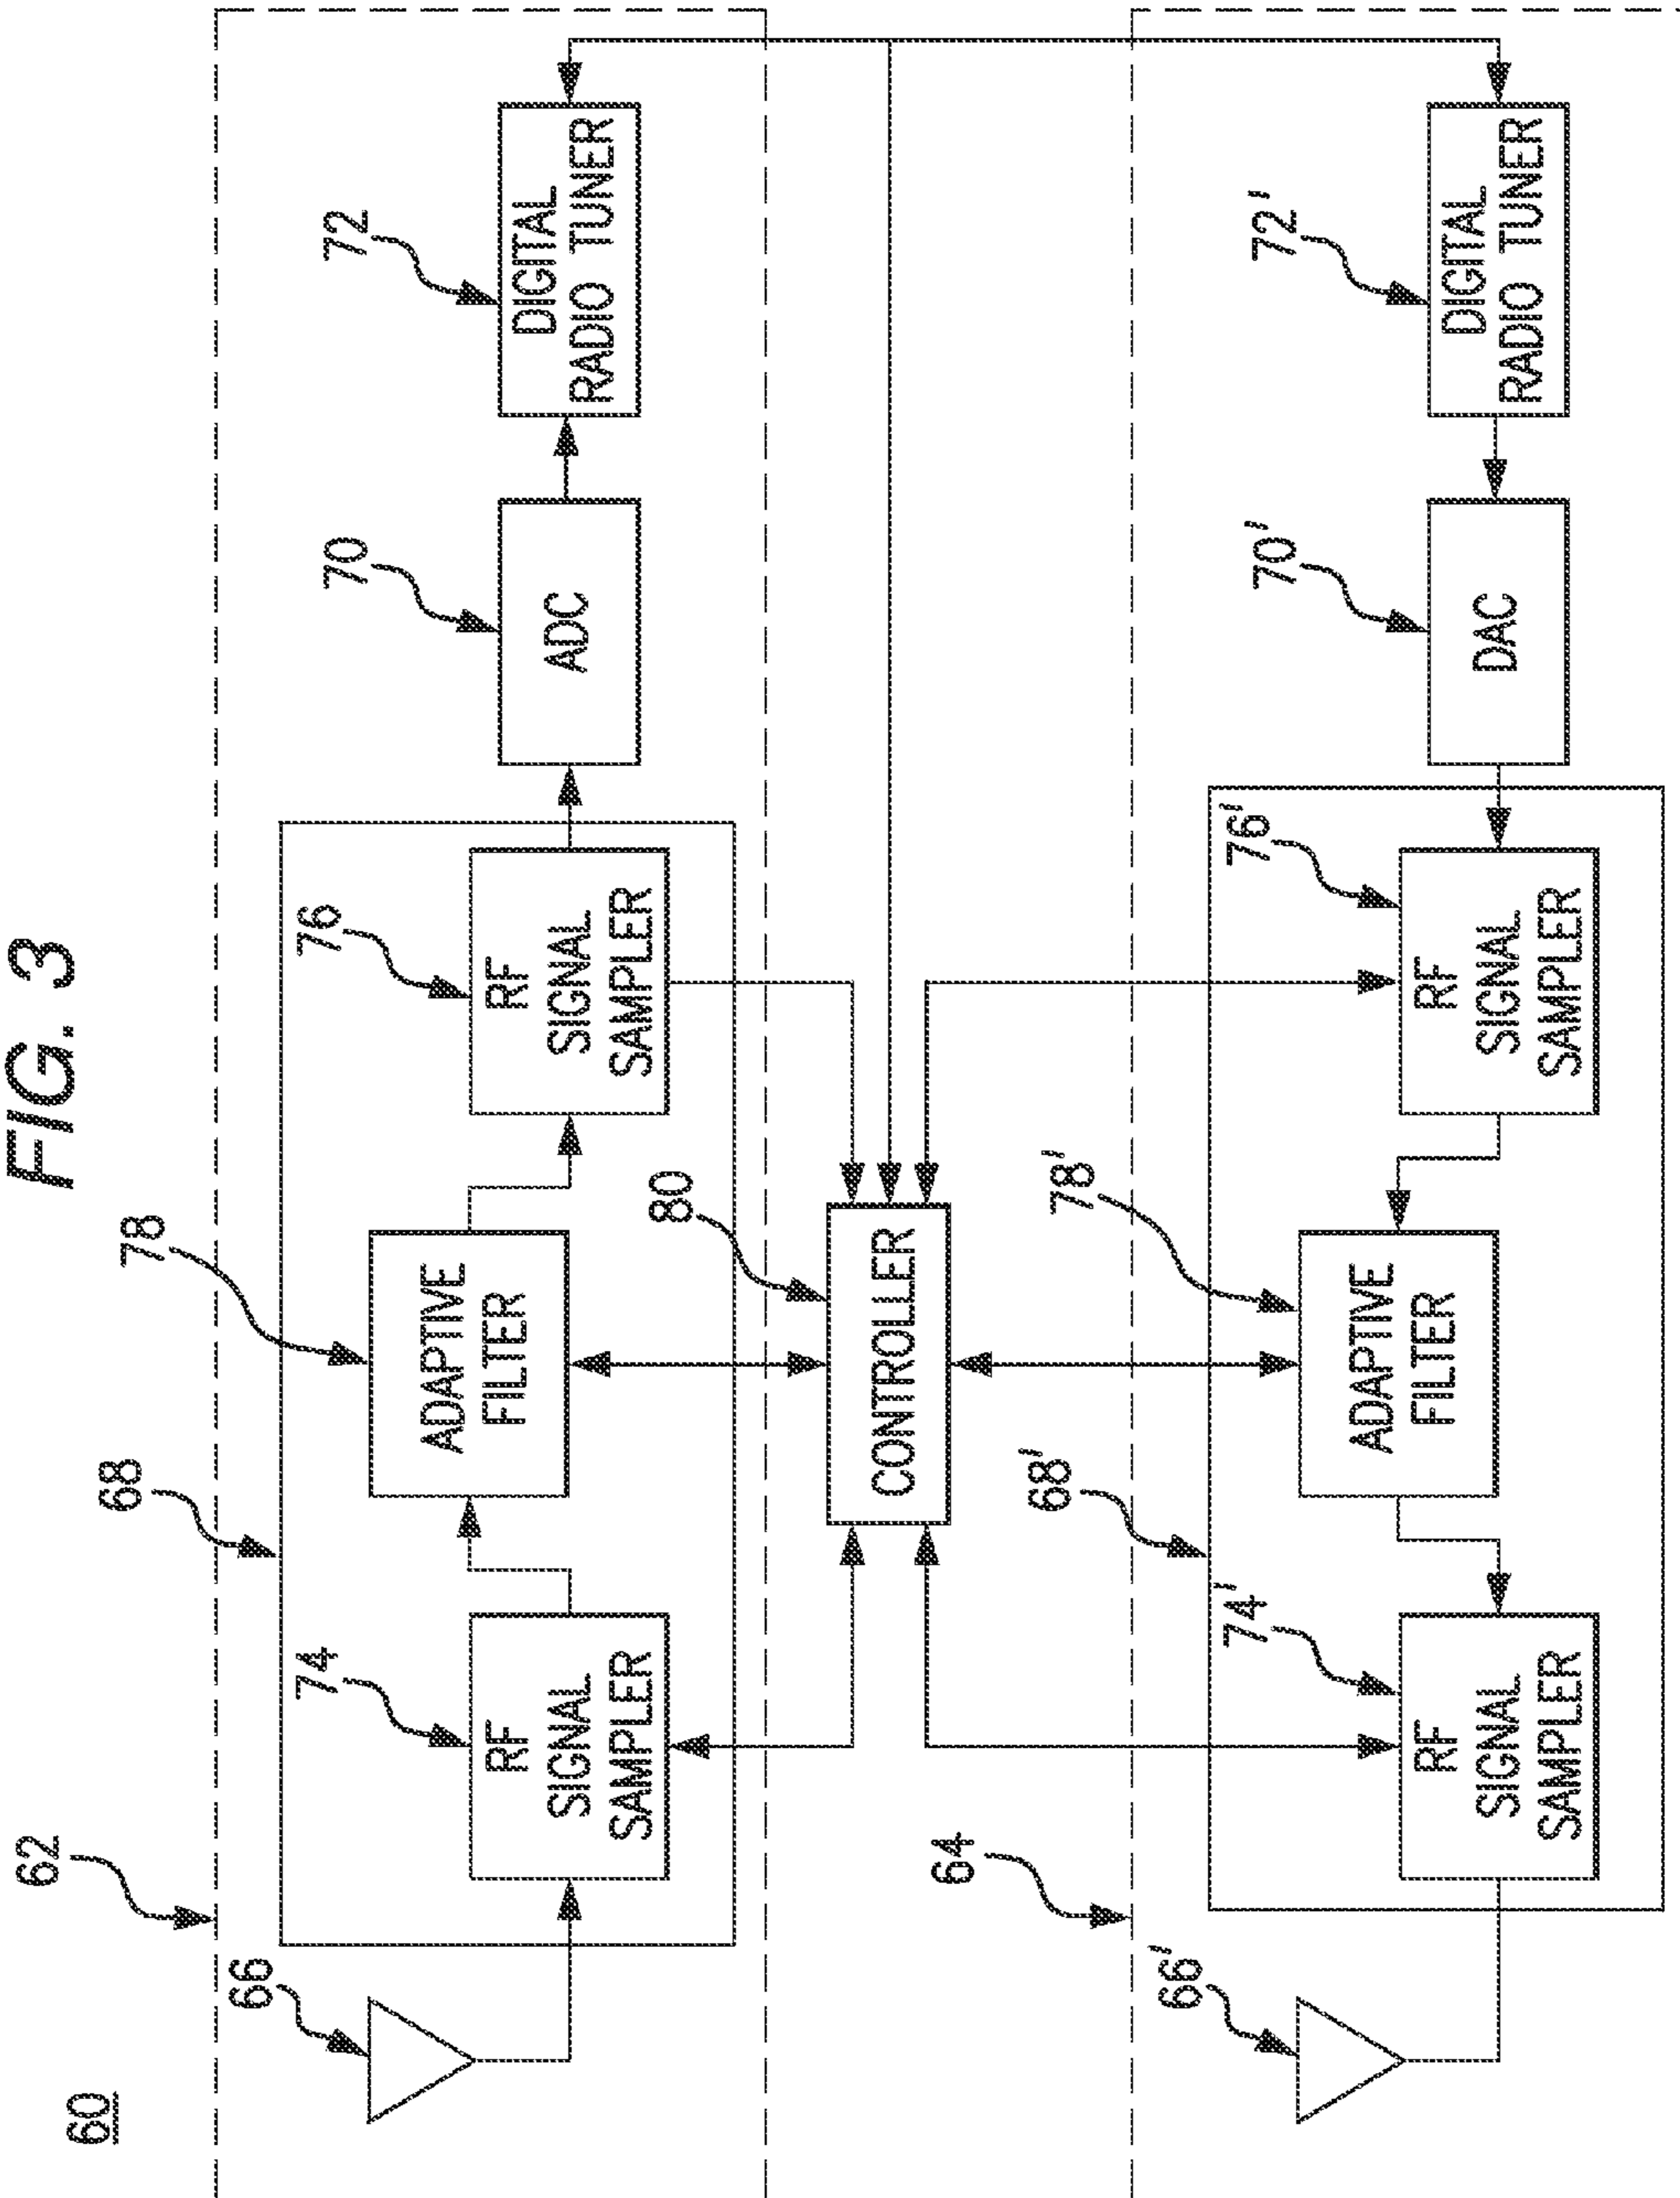 FIG. 3
60
62
66
68
74
RF
SIGNAL
SAMPLER
78
ADAPTIVE
FILTER
76
RF
SIGNAL
SAMPLER
70
ADC
72
DIGITAL
RADIO TUNER
80
CONTROLLER
64
66'
68'
74'
RF
SIGNAL
SAMPLER
78'
ADAPTIVE
FILTER
76'
RF
SIGNAL
SAMPLER
70'
DAC
72'
DIGITAL
RADIO TUNER